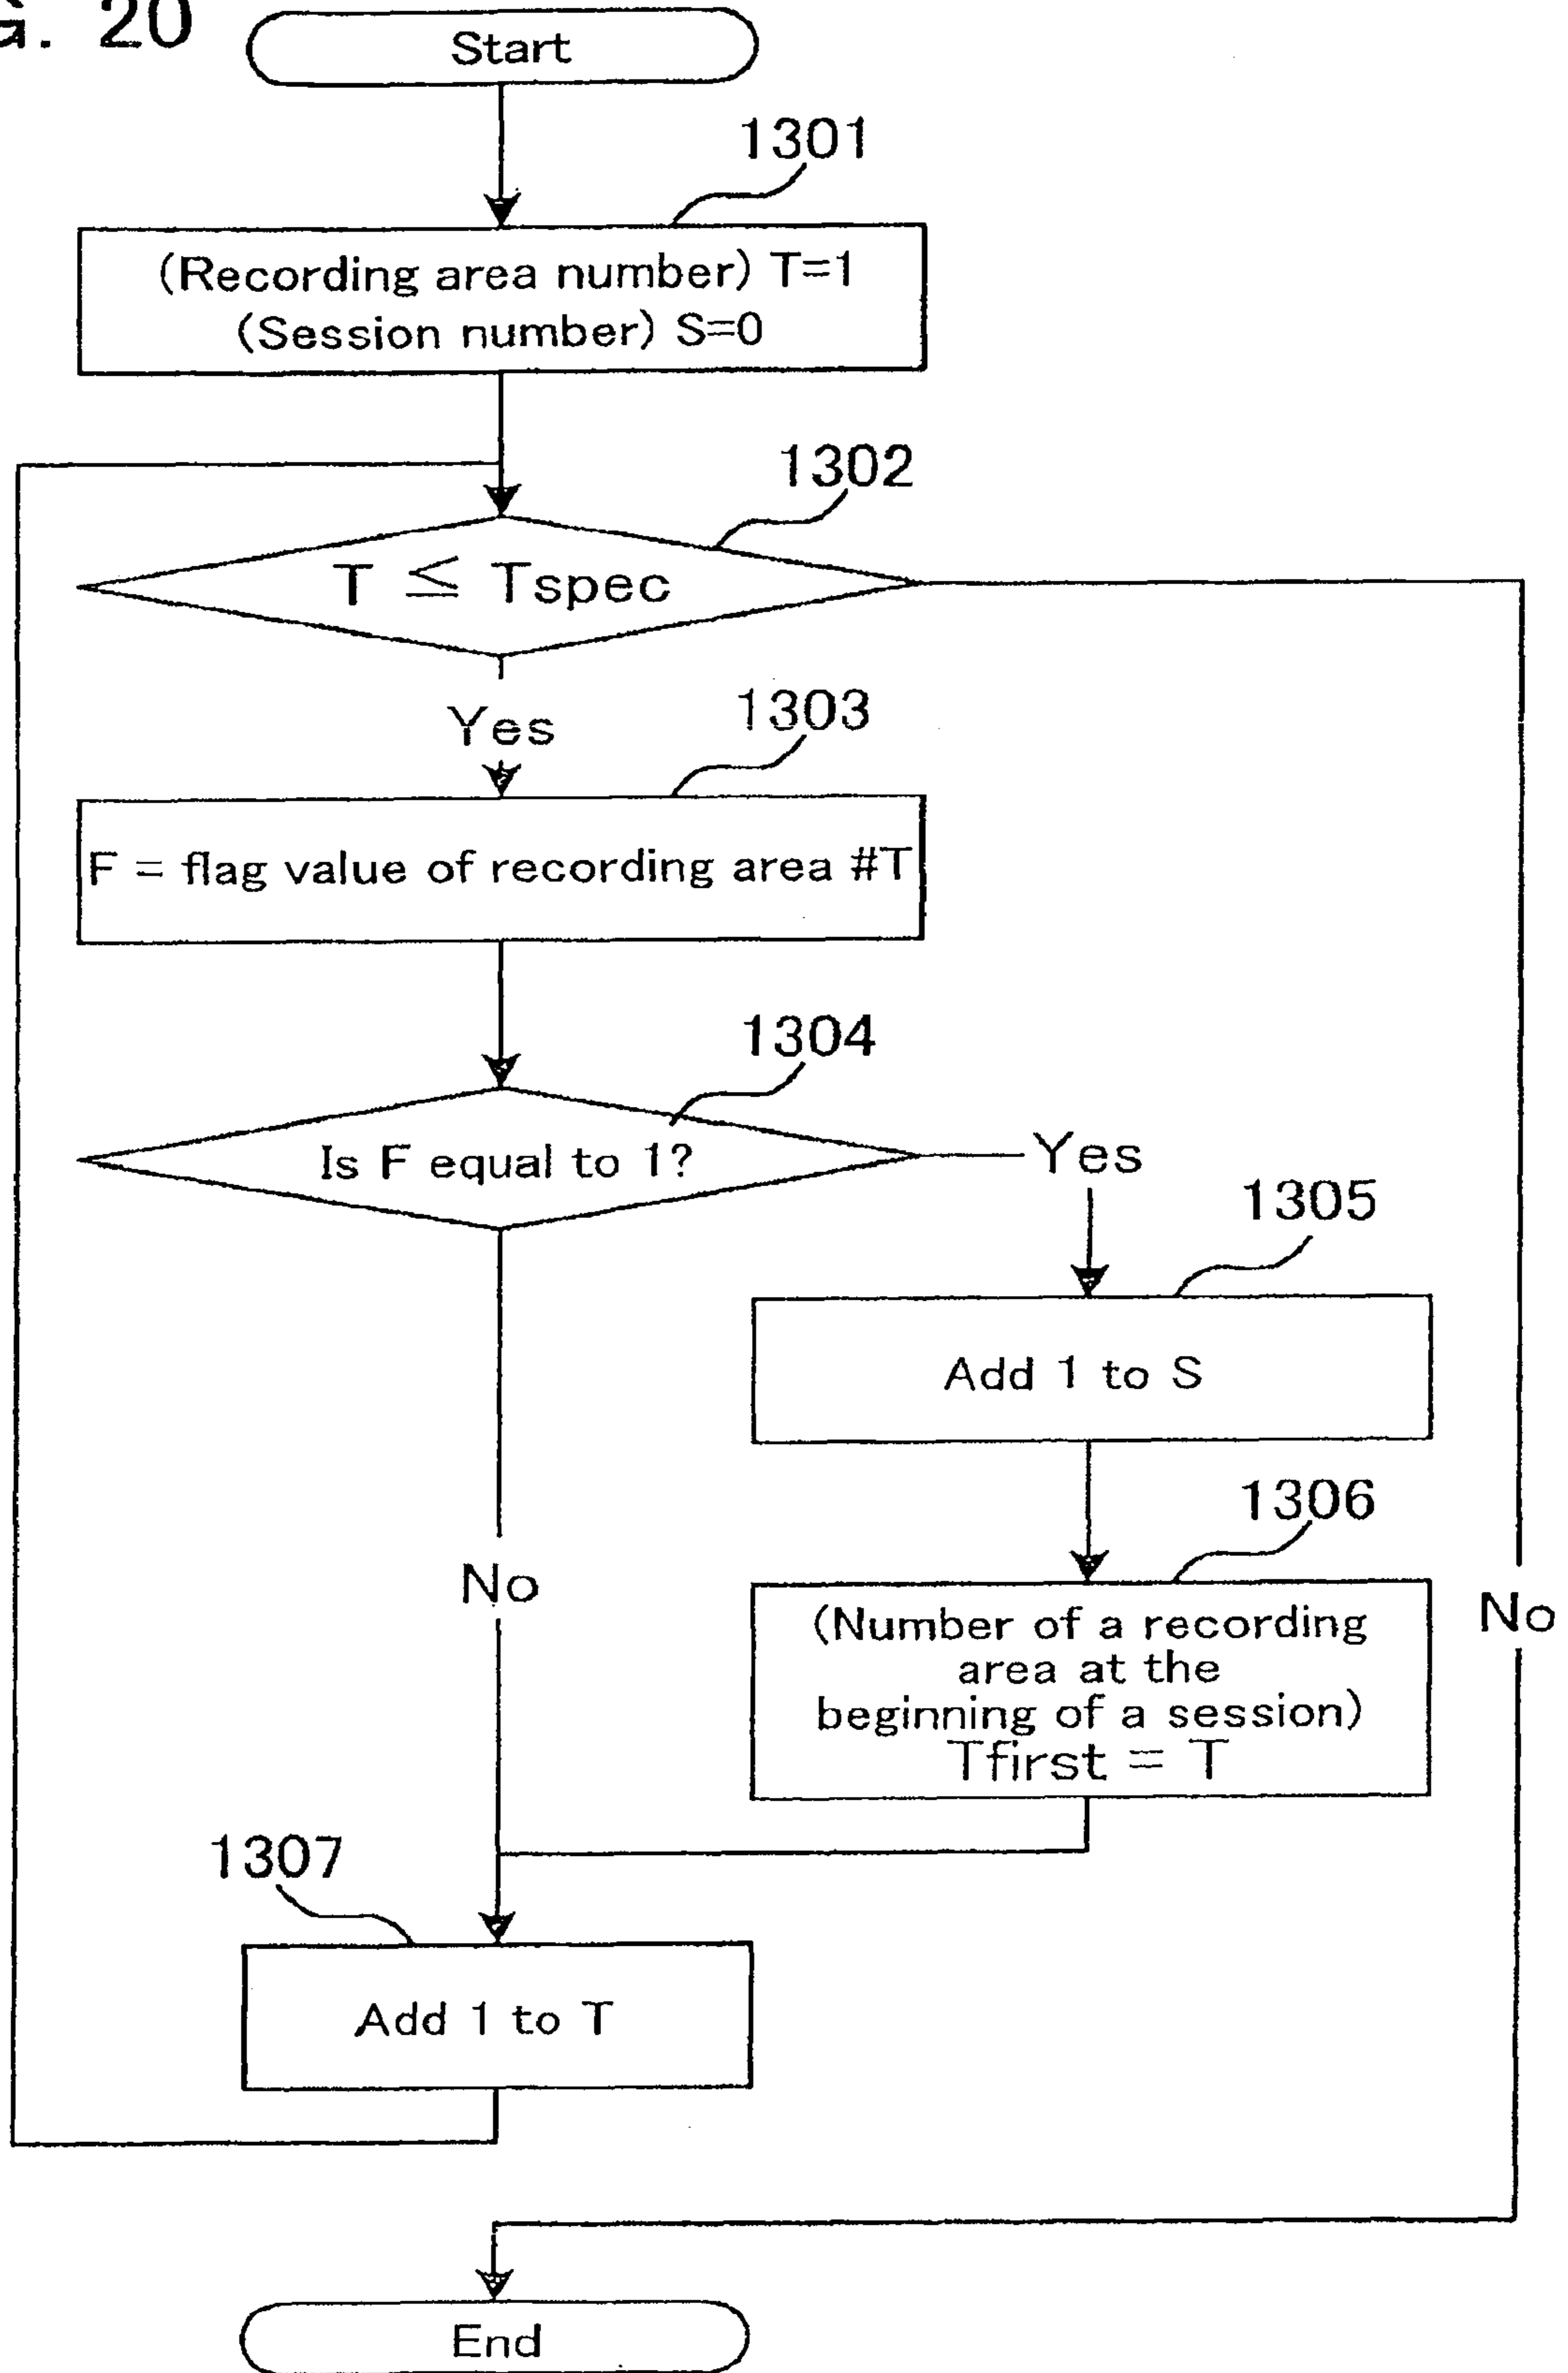 G. 20
Start
1301
(Recording area number) T=1
(Session number) S=0
1302
T ≦ Tspec
Yes
1303
F = flag value of recording area #T
1304
Is F equal to 1?
Yes
1305
Add 1 to S
1306
(Number of a recording
area at the
beginning of a session)
Tfirst = T
No
No
1307
Add 1 to T
End